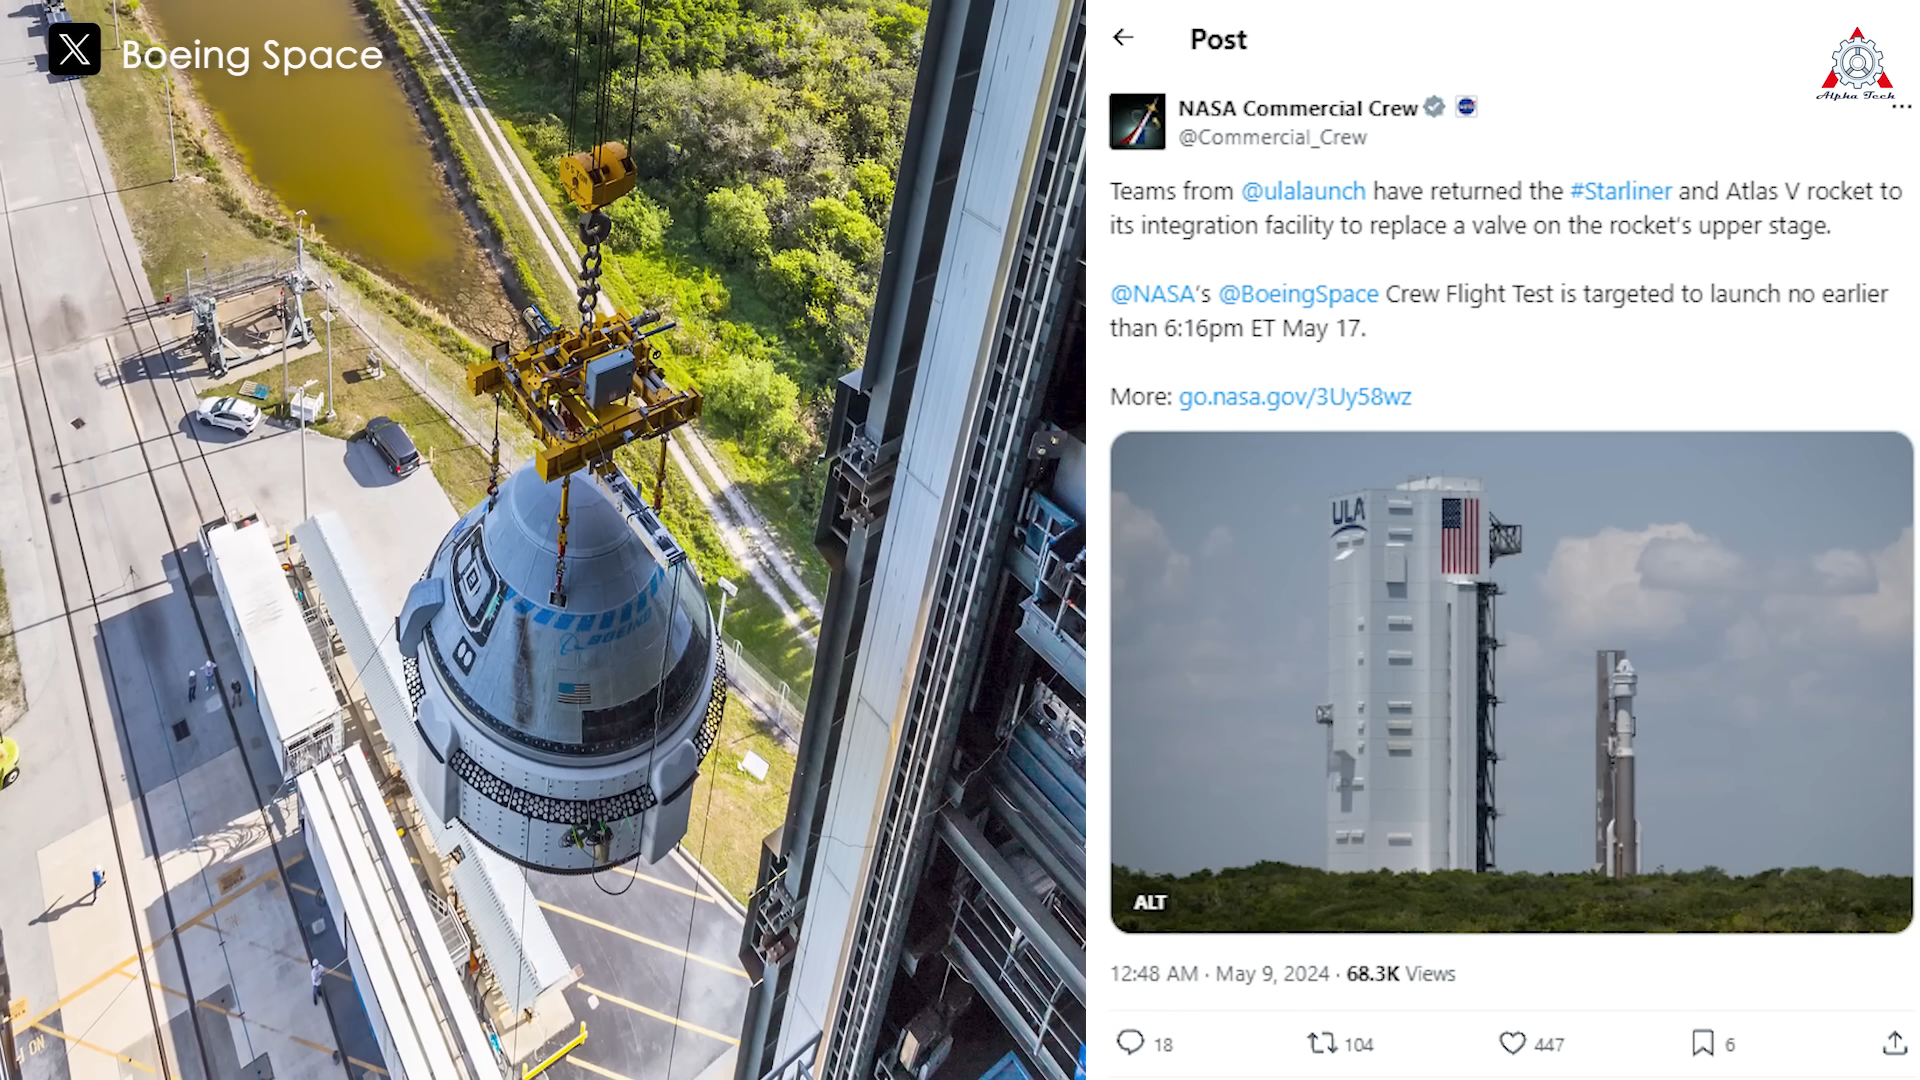 X Boeing Space
BOEING
Post
Alpha Tech
NASA Commercial Crew
@Commercial_Crew
Teams from @ulalaunch have returned the #Starliner and Atlas V rocket to
its integration facility to replace a valve on the rocket's upper stage.
@NASA's @BoeingSpace Crew Flight Test is targeted to launch no earlier
than 6:16pm ET May 17.
More: go.nasa.gov/3Uy58wz
ULA
ALT
12:48 AM · May 9, 2024 · 68.3K Views
18 104 447 6